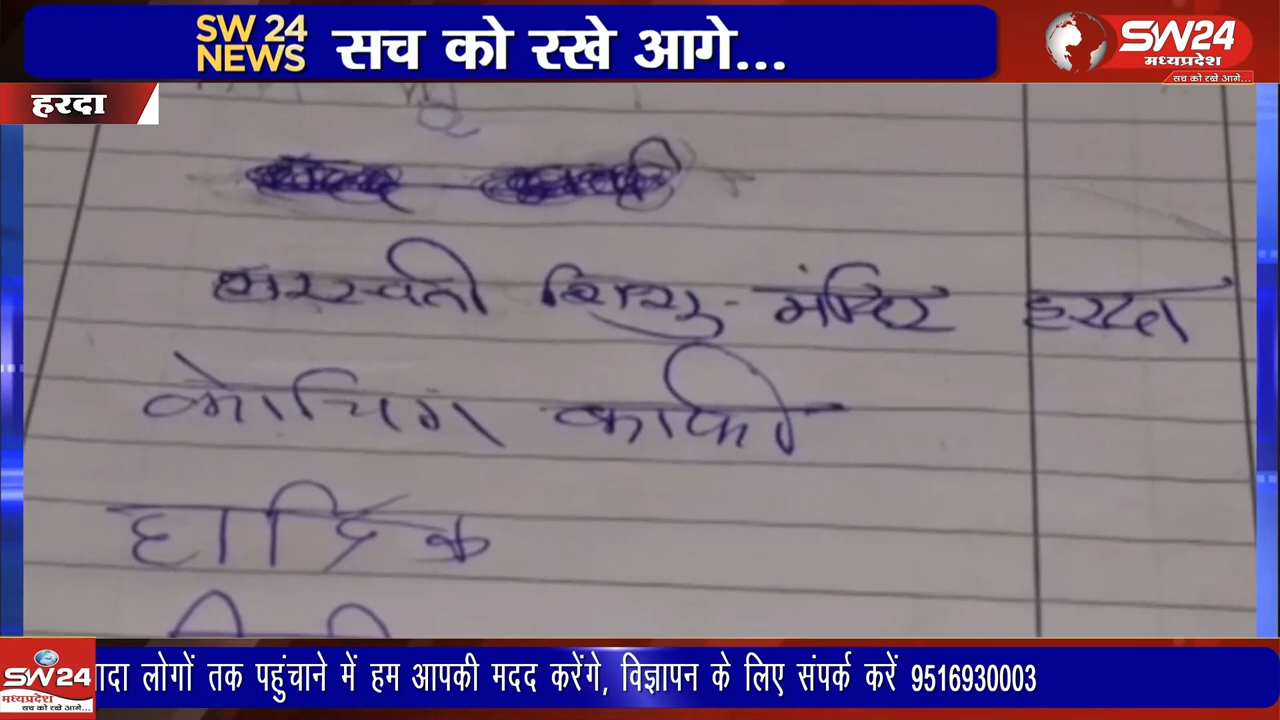 SW 24 NEWS सच को रखे आगे...
SW24
मध्यप्रदेश
सच को रखे आगे...
हरदा
सरस्वती शिशु मंदिर हरदा
कोचिंग कॉपी
हार्दिक
SW24
मध्यप्रदेश
सच को रखे आगे...
ादा लोगों तक पहुंचाने में हम आपकी मदद करेंगे, विज्ञापन के लिए संपर्क करें 9516930003